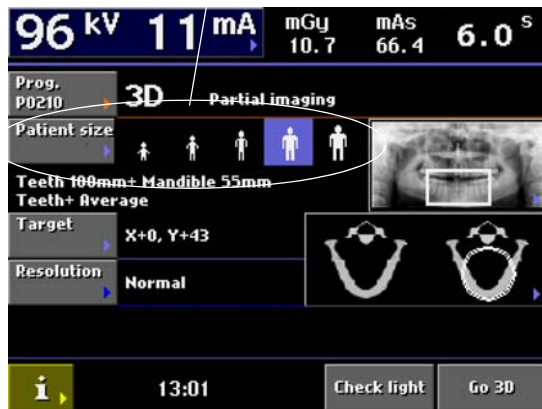 96 kV 11 mA mGy 10.7 mAs 66.4 6.0 s
Prog.
P0210
3D Partial imaging
Patient size
Teeth 100mm+ Mandible 55mm
Teeth+ Average
Target
X+0, Y+43
Resolution
Normal
i 13:01 Check light Go 3D